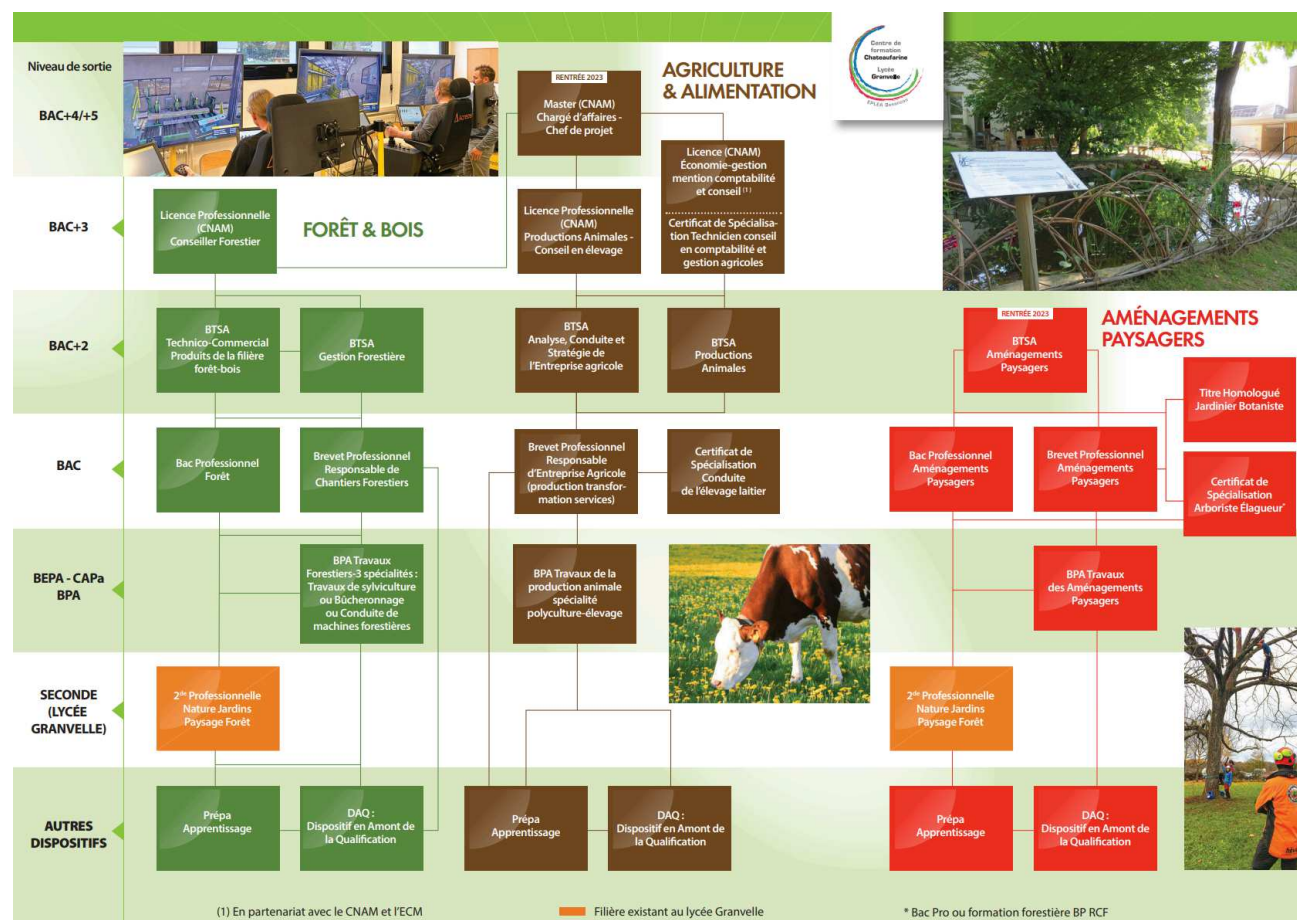 Niveau de sortie
BAC+4/+5
BAC+3
BAC+2
BAC
BEPA - CAPa
BPA
SECONDE
(LYCÉE
GRANVELLE)
AUTRES
DISPOSITIFS
AGRICULTURE
& ALIMENTATION
Centre de
formation
Chateaufarine
Lycée
Granvelle
EPLEA Besançon
RENTRÉE 2023
Master (CNAM)
Chargé d'affaires -
Chef de projet
Licence (CNAM)
Économie-gestion
mention comptabilité
et conseil (1)
Certificat de Spécialisa-
tion Technicien conseil
en comptabilité et
gestion agricoles
Licence Professionnelle
(CNAM)
Conseiller Forestier
FORÊT & BOIS
Licence Professionnelle
(CNAM)
Productions Animales -
Conseil en élevage
BTSA
Technico-Commercial
Produits de la filière
forêt-bois
BTSA
Gestion Forestière
BTSA
Analyse, Conduite et
Stratégie de
l'Entreprise agricole
BTSA
Productions
Animales
RENTRÉE 2023
BTSA
Aménagements
Paysagers
AMÉNAGEMENTS
PAYSAGERS
Titre Homologué
Jardinier Botaniste
Bac Professionnel
Forêt
Brevet Professionnel
Responsable de
Chantiers Forestiers
Brevet Professionnel
Responsable
d'Entreprise Agricole
(production transfor-
mation services)
Certificat de
Spécialisation
Conduite
de l'élevage laitier
Bac Professionnel
Aménagements
Paysagers
Brevet Professionnel
Aménagements
Paysagers
Certificat de
Spécialisation
Arboriste Élagueur*
BPA Travaux
Forestiers-3 spécialités :
Travaux de sylviculture
ou Bûcheronnage
ou Conduite de
machines forestières
BPA Travaux de la
production animale
spécialité
polyculture-élevage
BPA Travaux
des Aménagements
Paysagers
2de Professionnelle
Nature Jardins
Paysage Forêt
2de Professionnelle
Nature Jardins
Paysage Forêt
Prépa
Apprentissage
DAQ :
Dispositif en Amont de
la Qualification
Prépa
Apprentissage
DAQ :
Dispositif en Amont de
la Qualification
Prépa
Apprentissage
DAQ :
Dispositif en Amont de
la Qualification
(1) En partenariat avec le CNAM et l'ECM
Filière existant au lycée Granvelle
* Bac Pro ou formation forestière BP RCF